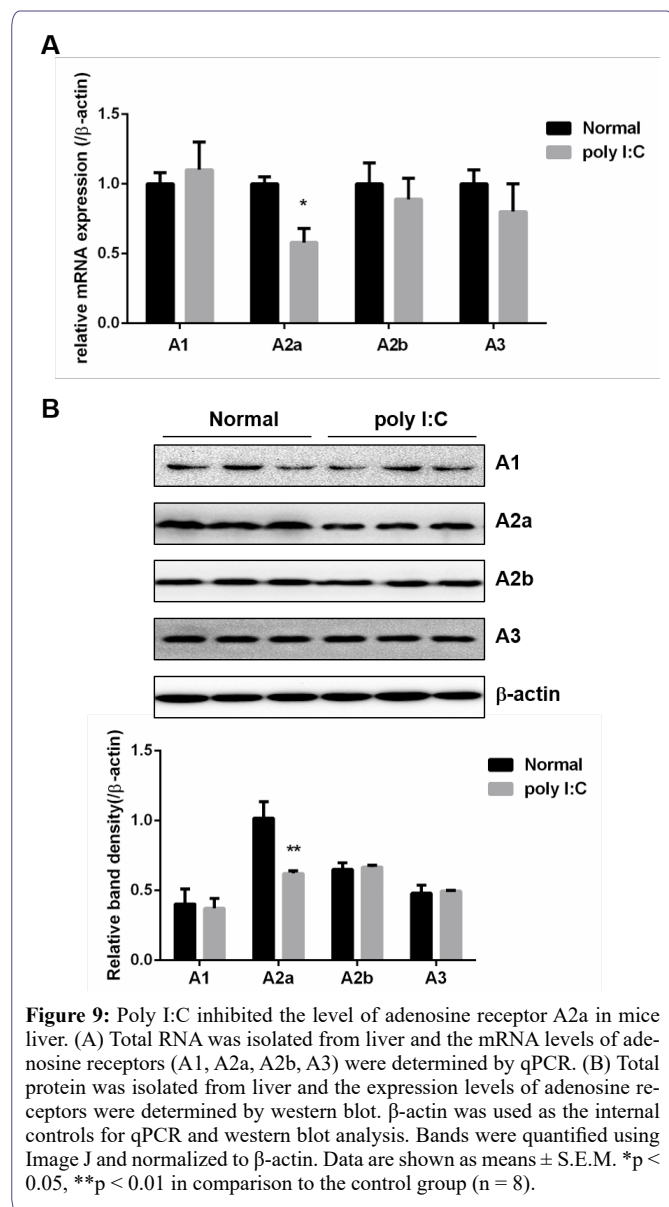 A
relative mRNA expression (/β-actin)
1.5
1.0
0.5
0.0
Normal
poly I:C
*
A1 A2a A2b A3
B
Normal poly I:C
A1
A2a
A2b
A3
β-actin
Relative band density(/β-actin)
1.5
1.0
0.5
0.0
Normal
poly I:C
**
A1 A2a A2b A3
Figure 9: Poly I:C inhibited the level of adenosine receptor A2a in mice
liver. (A) Total RNA was isolated from liver and the mRNA levels of ade-
nosine receptors (A1, A2a, A2b, A3) were determined by qPCR. (B) Total
protein was isolated from liver and the expression levels of adenosine re-
ceptors were determined by western blot. β-actin was used as the internal
controls for qPCR and western blot analysis. Bands were quantified using
Image J and normalized to β-actin. Data are shown as means ± S.E.M. *p <
0.05, **p < 0.01 in comparison to the control group (n = 8).